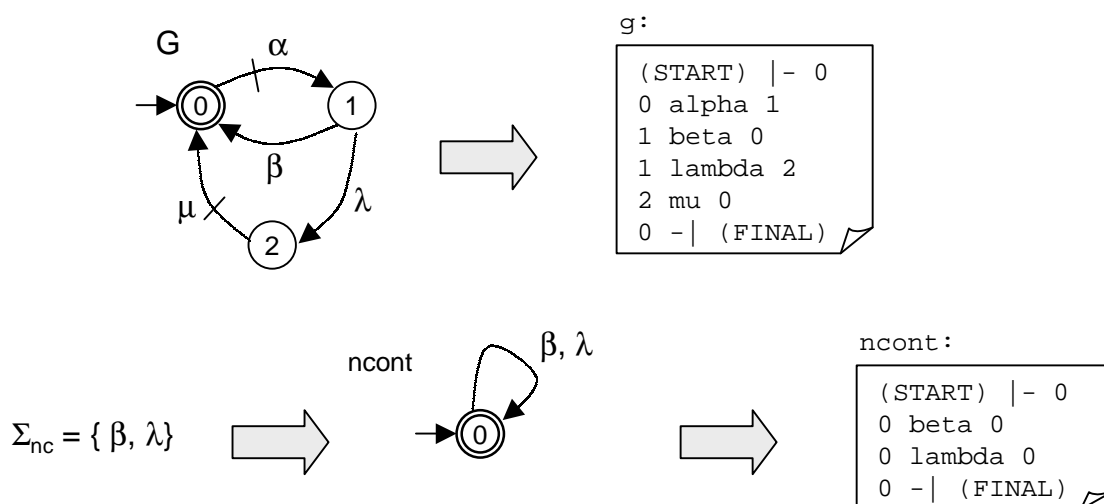 G
α
0
1
β
λ
μ
2
g:
(START) |- 0
0 alpha 1
1 beta 0
1 lambda 2
2 mu 0
0 -| (FINAL)
Σnc = { β, λ}
ncont
β, λ
0
ncont:
(START) |- 0
0 beta 0
0 lambda 0
0 -| (FINAL)